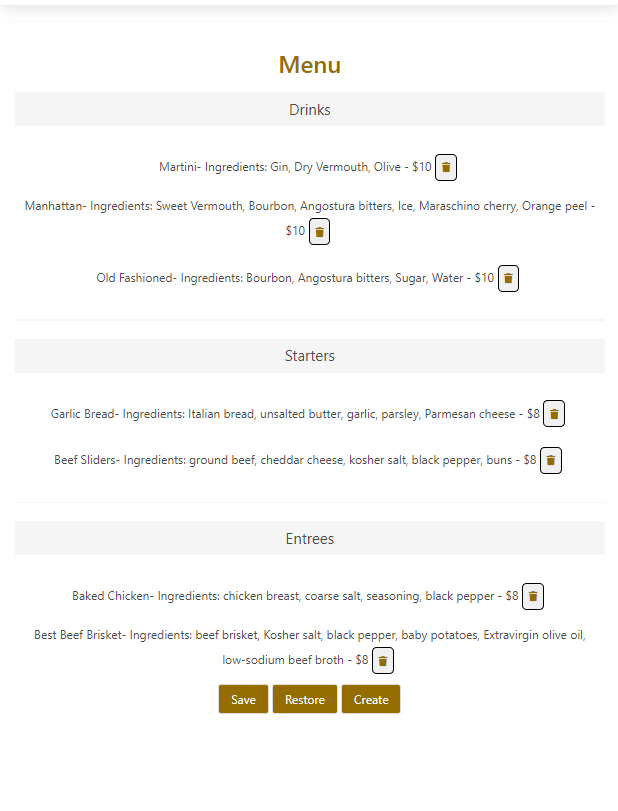 Menu
Drinks
Martini- Ingredients: Gin, Dry Vermouth, Olive - $10
Manhattan- Ingredients: Sweet Vermouth, Bourbon, Angostura bitters, Ice, Maraschino cherry, Orange peel -
$10
Old Fashioned- Ingredients: Bourbon, Angostura bitters, Sugar, Water - $10
Starters
Garlic Bread- Ingredients: Italian bread, unsalted butter, garlic, parsley, Parmesan cheese - $8
Beef Sliders- Ingredients: ground beef, cheddar cheese, kosher salt, black pepper, buns - $8
Entrees
Baked Chicken- Ingredients: chicken breast, coarse salt, seasoning, black pepper - $8
Best Beef Brisket- Ingredients: beef brisket, Kosher salt, black pepper, baby potatoes, Extravirgin olive oil,
low-sodium beef broth - $8
Save Restore Create